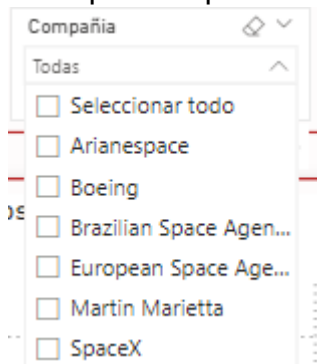 Compañia
Todas
Seleccionar todo
Arianespace
Boeing
Brazilian Space Agen...
European Space Age...
Martin Marietta
SpaceX